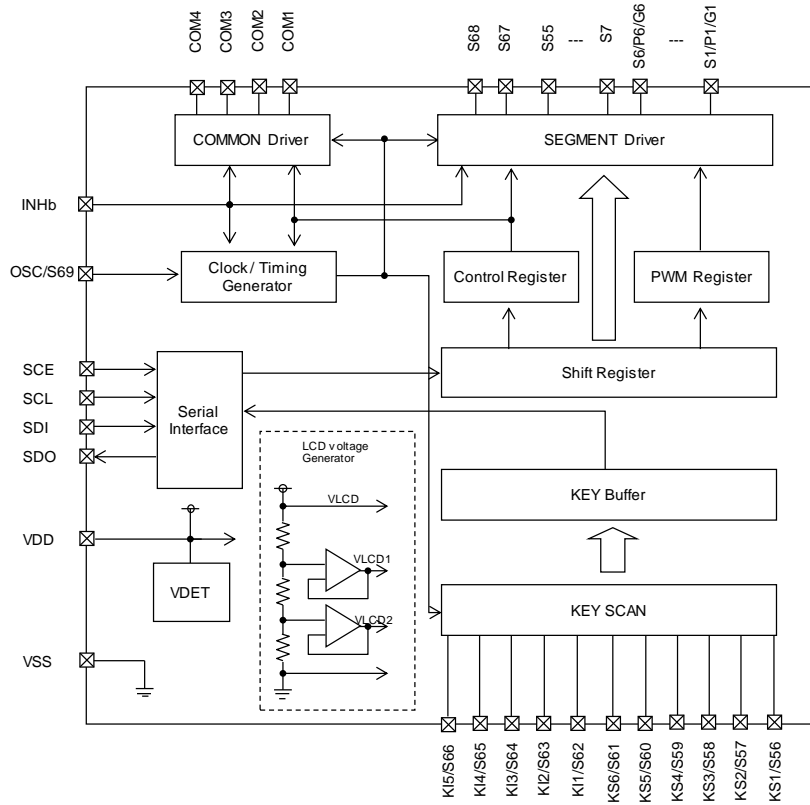 COM4
COM3
COM2
COM1
S68
S67
S55
---
S7
S6/P6/G6
---
S1/P1/G1
COMMON Driver
SEGMENT Driver
INHb
OSC/S69
Clock / Timing
Generator
Control Register
PWM Register
SCE
SCL
SDI
SDO
Serial
Interface
Shift Register
LCD voltage
Generator
VLCD
VLCD1
VLCD2
KEY Buffer
VDD
VDET
KEY SCAN
VSS
KI5/S66
KI4/S65
KI3/S64
KI2/S63
KI1/S62
KS6/S61
KS5/S60
KS4/S59
KS3/S58
KS2/S57
KS1/S56